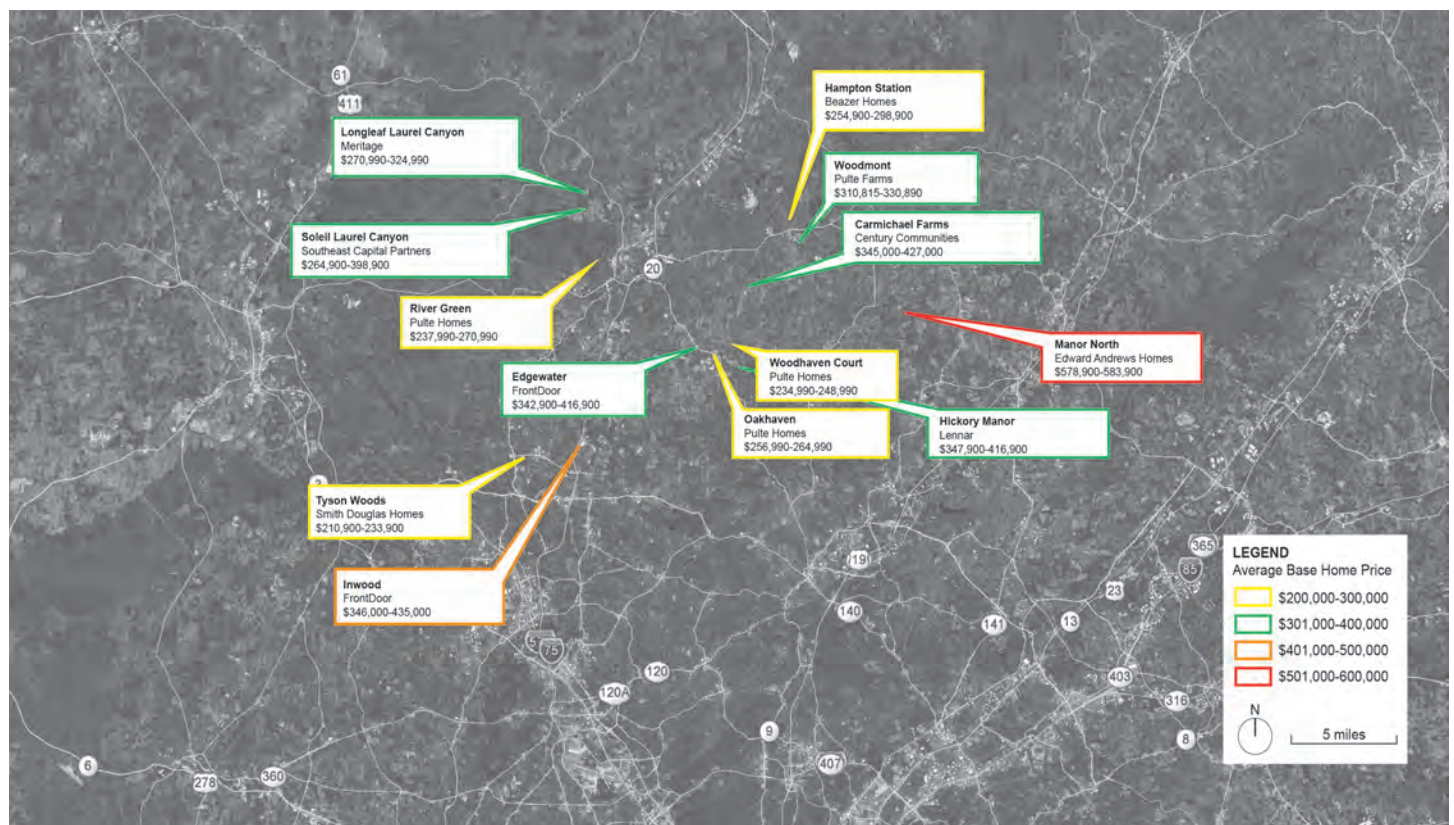 61
411
Hampton Station
Beazer Homes
$254,900-298,900
Longleaf Laurel Canyon
Meritage
$270,990-324,990
Woodmont
Pulte Farms
$310,815-330,890
Carmichael Farms
Century Communities
$345,000-427,000
Soleil Laurel Canyon
Southeast Capital Partners
$264,900-398,900
20
River Green
Pulte Homes
$237,990-270,990
Manor North
Edward Andrews Homes
$578,900-583,900
Edgewater
FrontDoor
$342,900-416,900
Woodhaven Court
Pulte Homes
$234,990-248,990
Oakhaven
Pulte Homes
$256,990-264,990
Hickory Manor
Lennar
$347,900-416,900
Tyson Woods
Smith Douglas Homes
$210,900-233,900
Inwood
FrontDoor
$346,000-435,000
19
140
141
13
23
365
85
5
75
120
120A
403
316
9
8
407
6
278
360
LEGEND
Average Base Home Price
$200,000-300,000
$301,000-400,000
$401,000-500,000
$501,000-600,000
N
5 miles